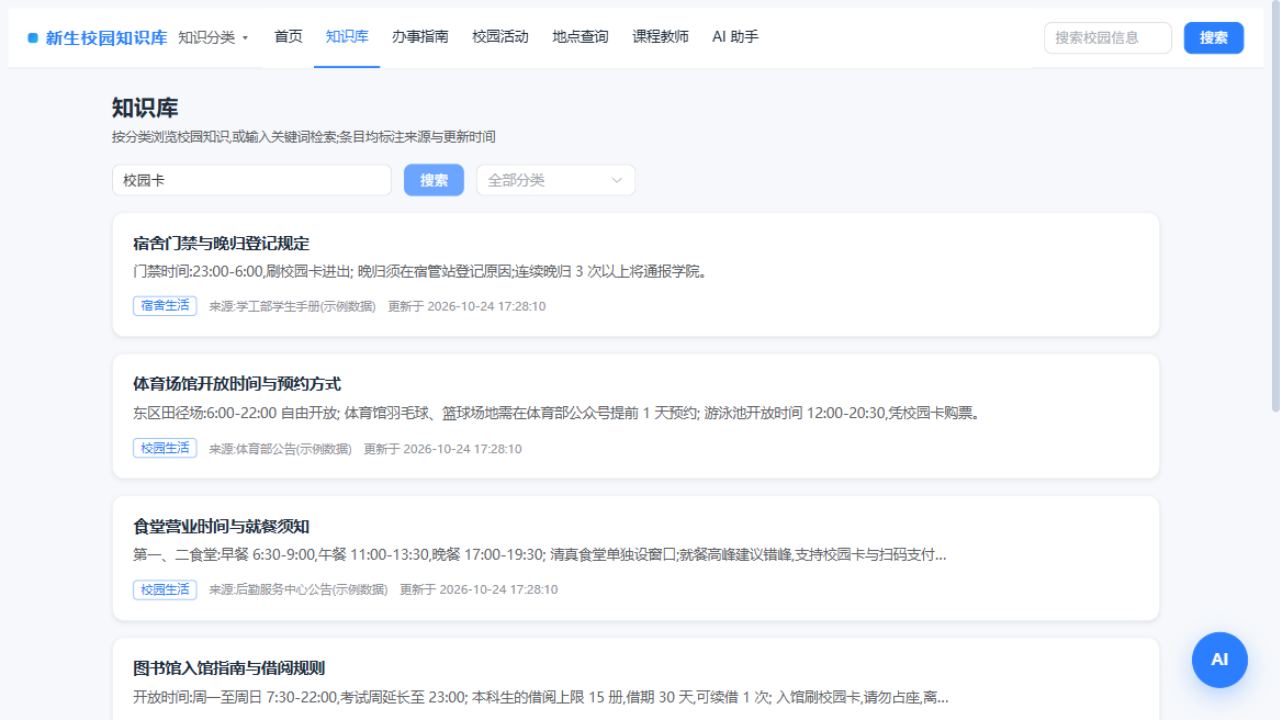 新生校园知识库 知识分类 首页 知识库 办事指南 校园活动 地点查询 课程教师 AI 助手 搜索校园信息 搜索
知识库
按分类浏览校园知识,或输入关键词检索;条目均标注来源与更新时间
校园卡 搜索 全部分类
宿舍门禁与晚归登记规定
门禁时间:23:00-6:00,刷校园卡进出; 晚归须在宿管站登记原因;连续晚归 3 次以上将通报学院。
宿舍生活 来源:学工部学生手册(示例数据) 更新于 2026-10-24 17:28:10
体育场馆开放时间与预约方式
东区田径场:6:00-22:00 自由开放; 体育馆羽毛球、篮球场地需在体育部公众号提前 1 天预约; 游泳池开放时间 12:00-20:30,凭校园卡购票。
校园生活 来源:体育部公告(示例数据) 更新于 2026-10-24 17:28:10
食堂营业时间与就餐须知
第一、二食堂:早餐 6:30-9:00,午餐 11:00-13:30,晚餐 17:00-19:30; 清真食堂单独设窗口;就餐高峰建议错峰,支持校园卡与扫码支付...
校园生活 来源:后勤服务中心公告(示例数据) 更新于 2026-10-24 17:28:10
图书馆入馆指南与借阅规则
开放时间:周一至周日 7:30-22:00,考试周延长至 23:00; 本科生的借阅上限 15 册,借期 30 天,可续借 1 次; 入馆刷校园卡,请勿占座,离...
AI